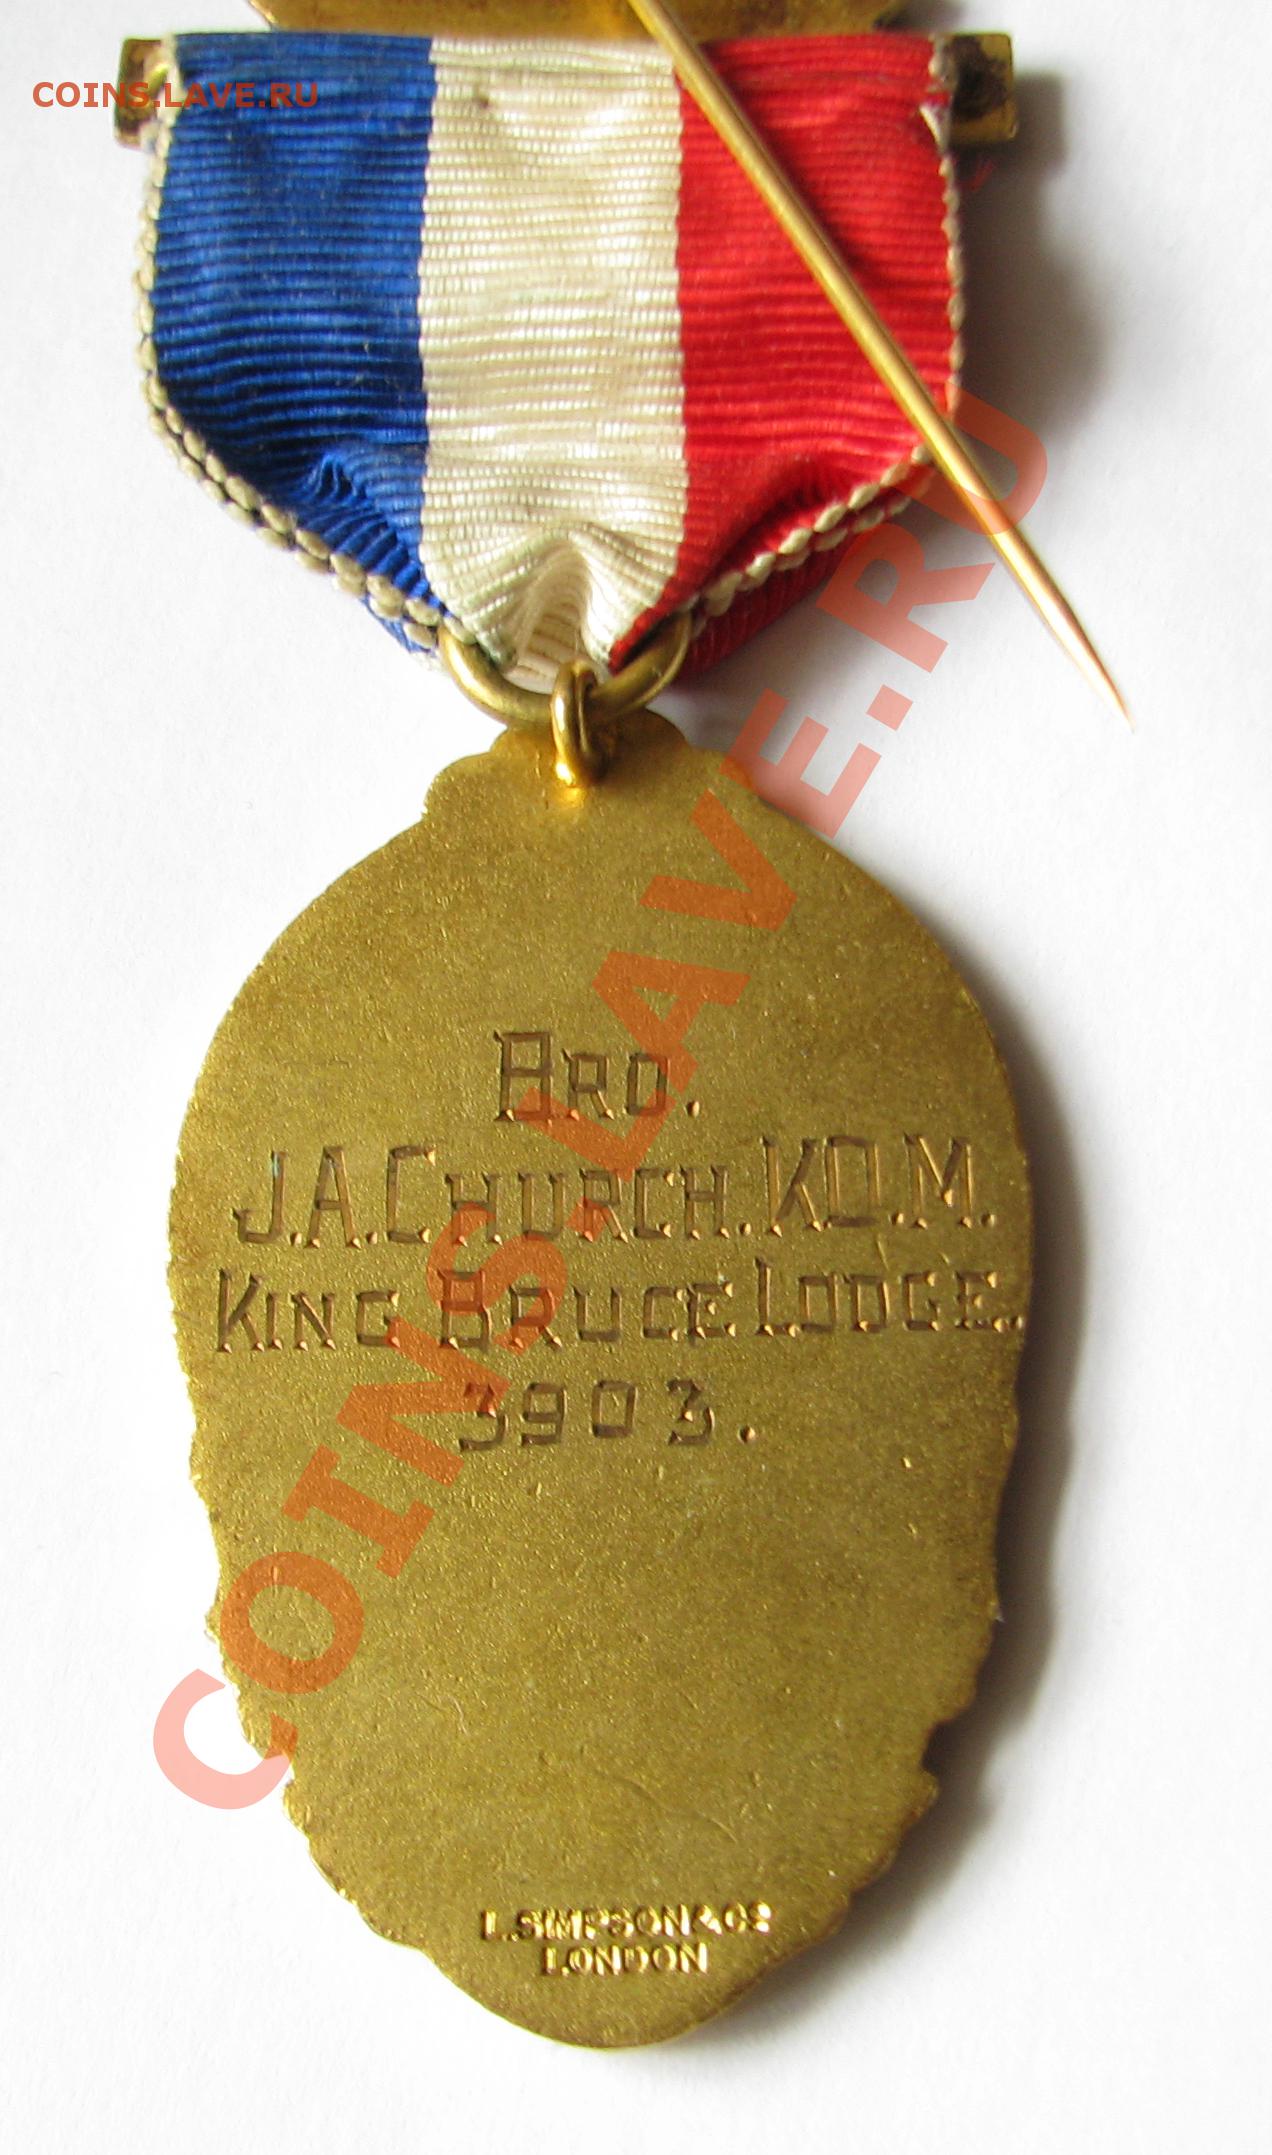 COINS.LAVE.RU
BRO.
J.A.CHURCH.K.O.M.
KING BRUCE LODGE.
3903.
L.SIMPSON & Co
LONDON
COINS.LAVE.RU